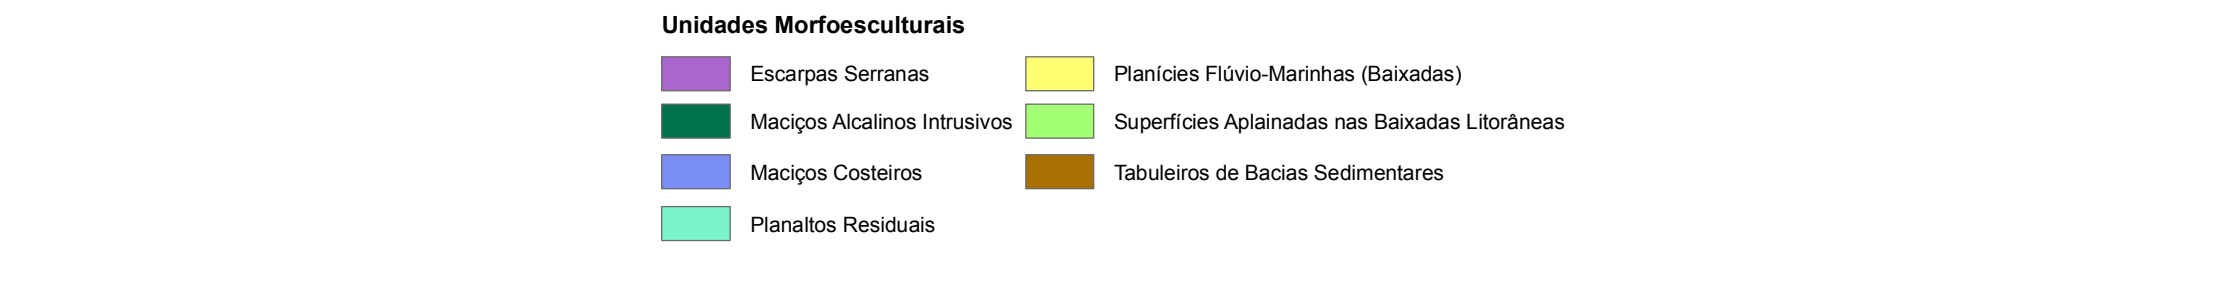 Unidades Morfoesculturais
Escarpas Serranas
Maciços Alcalinos Intrusivos
Maciços Costeiros
Planaltos Residuais
Planícies Flúvio-Marinhas (Baixadas)
Superfícies Aplainadas nas Baixadas Litorâneas
Tabuleiros de Bacias Sedimentares